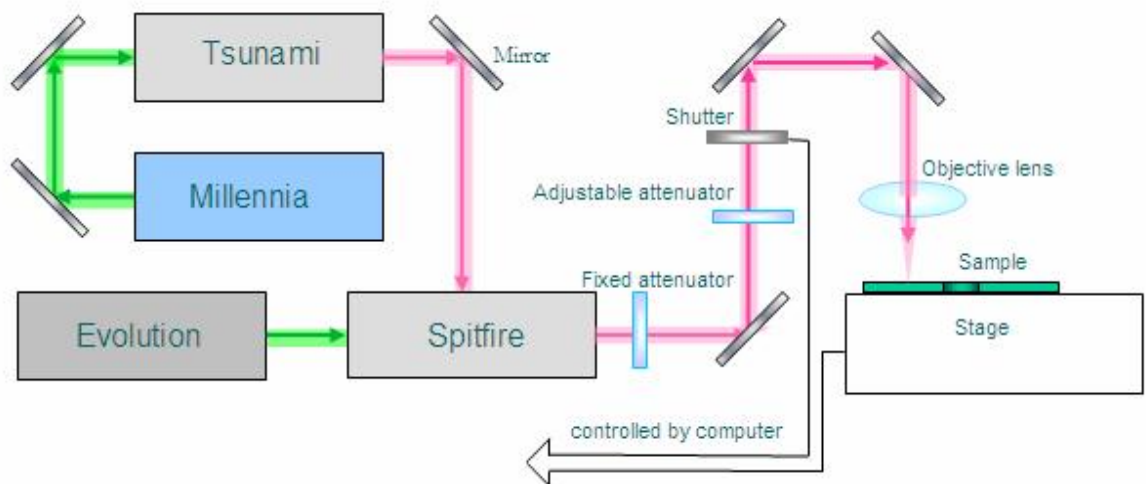 Tsunami
Mirror
Shutter
Millennia
Adjustable attenuator
Objective lens
Fixed attenuator
Sample
Evolution
Spitfire
Stage
controlled by computer